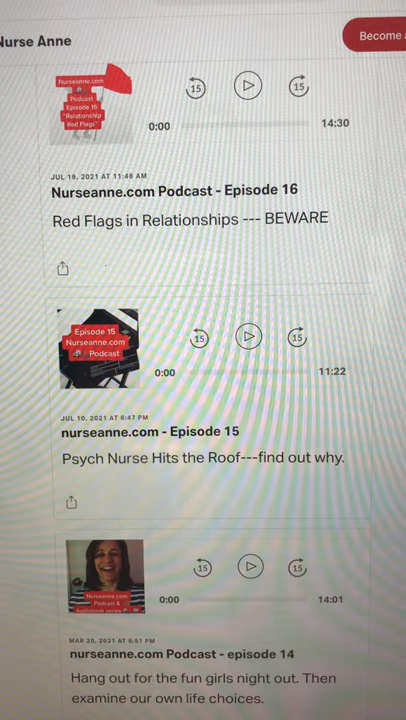 Nurse Anne
Become
Nurseanne.com
Podcast
Episode 16
"Relationship
Red Flags"
15
15
0:00
14:30
JUL 19, 2021 AT 11:46 AM
Nurseanne.com Podcast - Episode 16
Red Flags in Relationships --- BEWARE
Episode 15
Nurseanne.com
Podcast
15
15
0:00
11:22
JUL 10, 2021 AT 6:47 PM
nurseanne.com - Episode 15
Psych Nurse Hits the Roof---find out why.
Nurseanne.com
Podcast &
Audiobook series
15
15
0:00
14:01
MAR 20, 2021 AT 5:51 PM
nurseanne.com Podcast - episode 14
Hang out for the fun girls night out. Then
examine our own life choices.